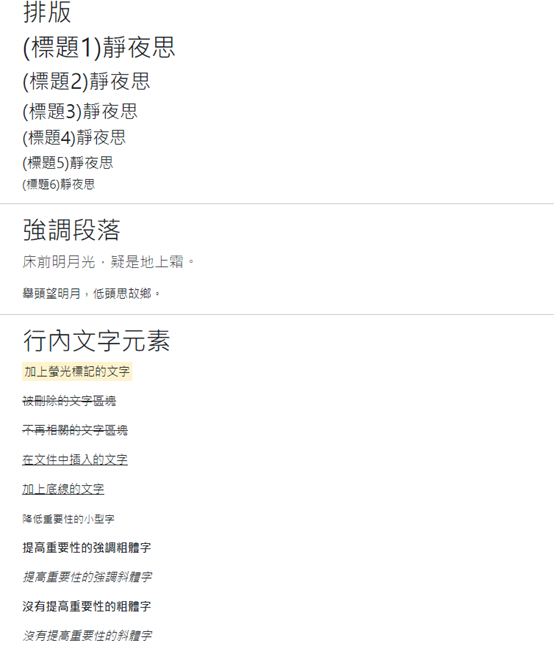 排版
(標題1)靜夜思
(標題2)靜夜思
(標題3)靜夜思
(標題4)靜夜思
(標題5)靜夜思
(標題6)靜夜思
強調段落
床前明月光，疑是地上霜。
舉頭望明月，低頭思故鄉。
行內文字元素
加上螢光標記的文字
被刪除的文字區塊
不再相關的文字區塊
在文件中插入的文字
加上底線的文字
降低重要性的小型字
提高重要性的強調粗體字
提高重要性的強調斜體字
沒有提高重要性的粗體字
沒有提高重要性的斜體字